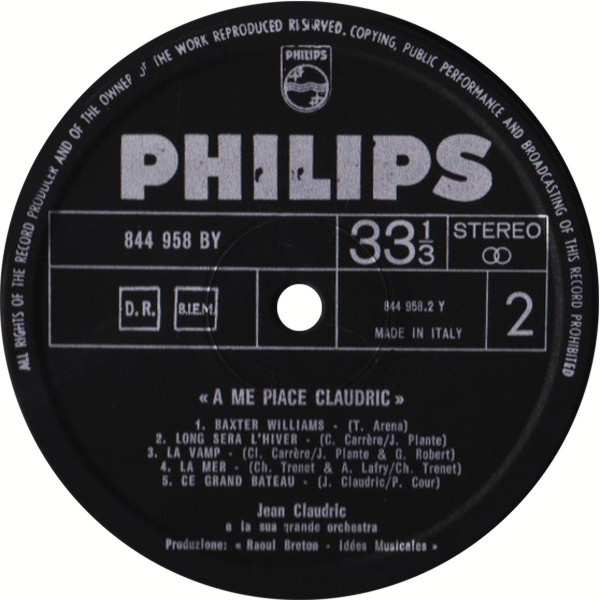 ALL RIGHTS OF THE RECORD PRODUCER AND OF THE OWNER OF THE WORK REPRODUCED RESERVED. COPYING, PUBLIC PERFORMANCE AND BROADCASTING OF THIS RECORD PROHIBITED
PHILIPS
PHILIPS
844 958 BY
33 1/3
STEREO
D.R.
B.I.E.M.
844 958.2 Y
MADE IN ITALY
2
« A ME PIACE CLAUDRIC »
1. BAXTER WILLIAMS - (T. Arena)
2. LONG SERA L'HIVER - (C. Carrère/J. Plante)
3. LA VAMP - (Cl. Carrère/J. Plante & G. Robert)
4. LA MER - (Ch. Trenet & A. Lafry/Ch. Trenet)
5. CE GRAND BATEAU - (J. Claudric/P. Cour)
Jean Claudric
e la sua grande orchestra
Produzione: « Raoul Breton - Idées Musicales »